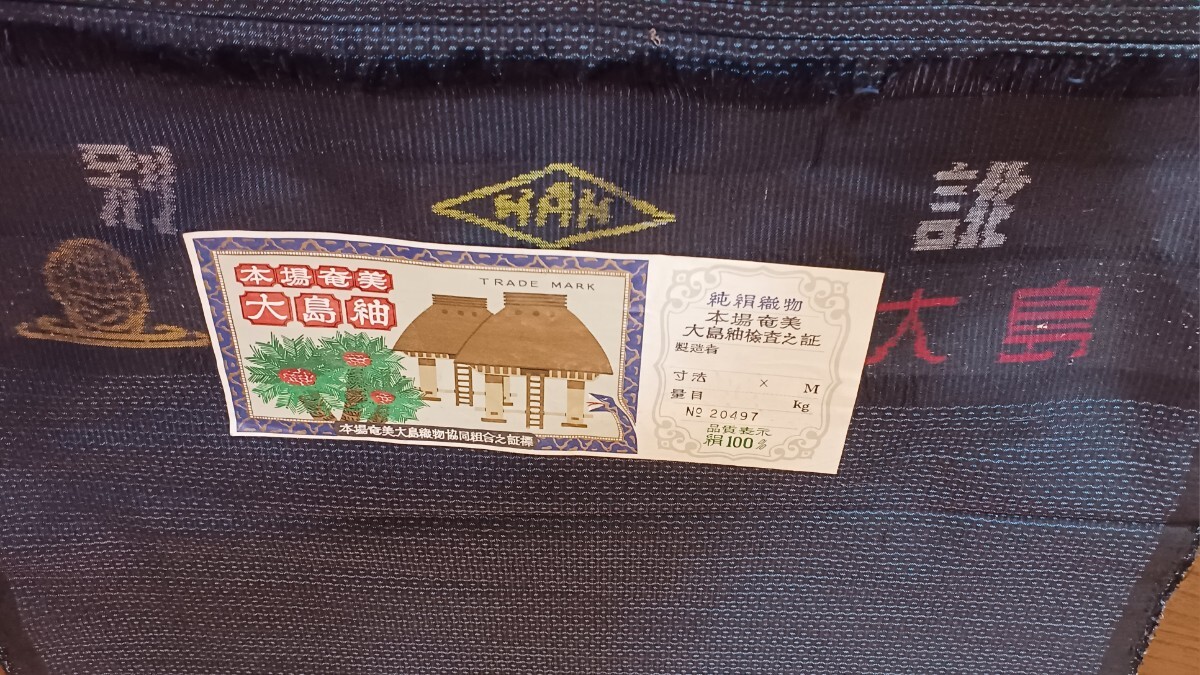 別
HAH
誂
大島
本場奄美
大島紬
TRADE MARK
本場奄美大島織物協同組合之証標
純絹織物
本場奄美
大島紬検査之証
製造者
寸法 × M
量目 Kg
№ 20497
品質表示
絹100%